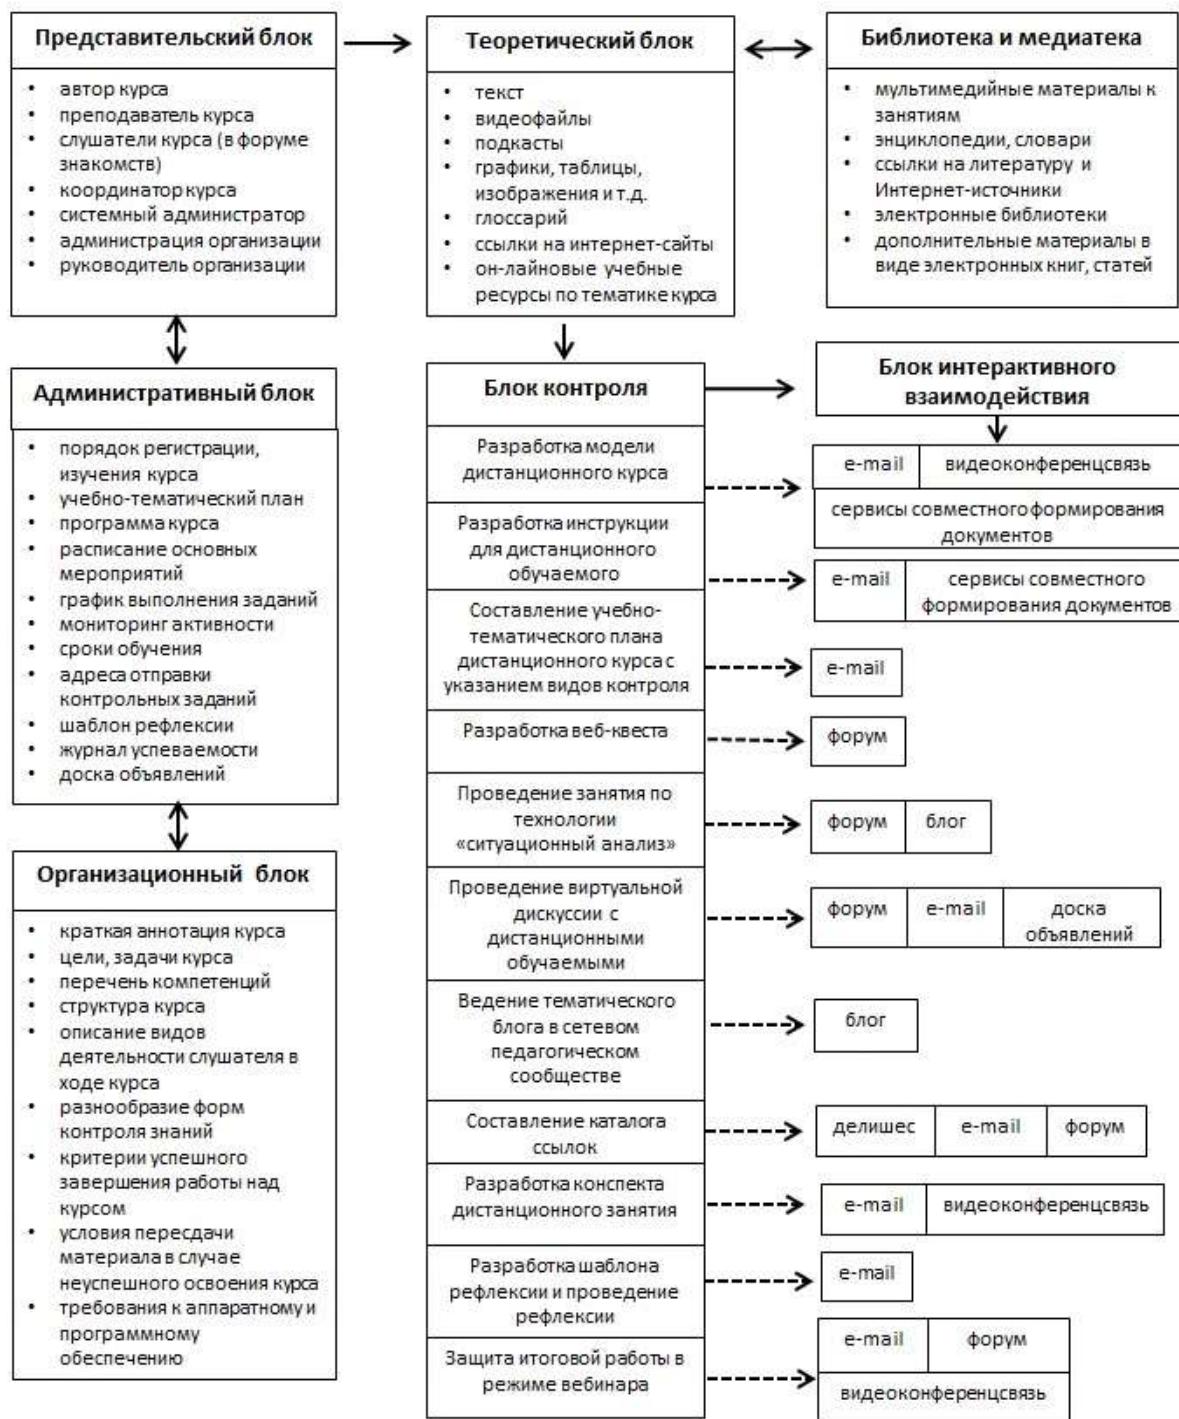 Представительский блок
• автор курса
• преподаватель курса
• слушатели курса (в форуме
знакомств)
• координатор курса
• системный администратор
• администрация организации
• руководитель организации
Теоретический блок
• текст
• видеофайлы
• подкасты
• графики, таблицы,
изображения и т.д.
• глоссарий
• ссылки на интернет-сайты
• он-лайновые учебные
ресурсы по тематике курса
Библиотека и медиатека
• мультимедийные материалы к
занятиям
• энциклопедии, словари
• ссылки на литературу и
Интернет-источники
• электронные библиотеки
• дополнительные материалы в
виде электронных книг, статей
Административный блок
• порядок регистрации,
изучения курса
• учебно-тематический план
• программа курса
• расписание основных
мероприятий
• график выполнения заданий
• мониторинг активности
• сроки обучения
• адреса отправки
контрольных заданий
• шаблон рефлексии
• журнал успеваемости
• доска объявлений
Организационный блок
• краткая аннотация курса
• цели, задачи курса
• перечень компетенций
• структура курса
• описание видов
деятельности слушателя в
ходе курса
• разнообразие форм
контроля знаний
• критерии успешного
завершения работы над
курсом
• условия пересдачи
материала в случае
неуспешного освоения курса
• требования к аппаратному и
программному
обеспечению
Блок контроля
Блок интерактивного
взаимодействия
Разработка модели
дистанционного курса
e-mail видеоконференцсвязь
сервисы совместного формирования
документов
Разработка инструкции
для дистанционного
обучаемого
e-mail сервисы совместного
формирования документов
Составление учебно-
тематического плана
дистанционного курса с
указанием видов контроля
e-mail
Разработка веб-квеста
форум
Проведение занятия по
технологии
«ситуационный анализ»
форум блог
Проведение виртуальной
дискуссии с
дистанционными
обучаемыми
форум e-mail доска
объявлений
Ведение тематического
блога в сетевом
педагогическом
сообществе
блог
Составление каталога
ссылок
делишес e-mail форум
Разработка конспекта
дистанционного занятия
e-mail видеоконференцсвязь
Разработка шаблона
рефлексии и проведение
рефлексии
e-mail
Защита итоговой работы в
режиме вебинара
e-mail форум
видеоконференцсвязь